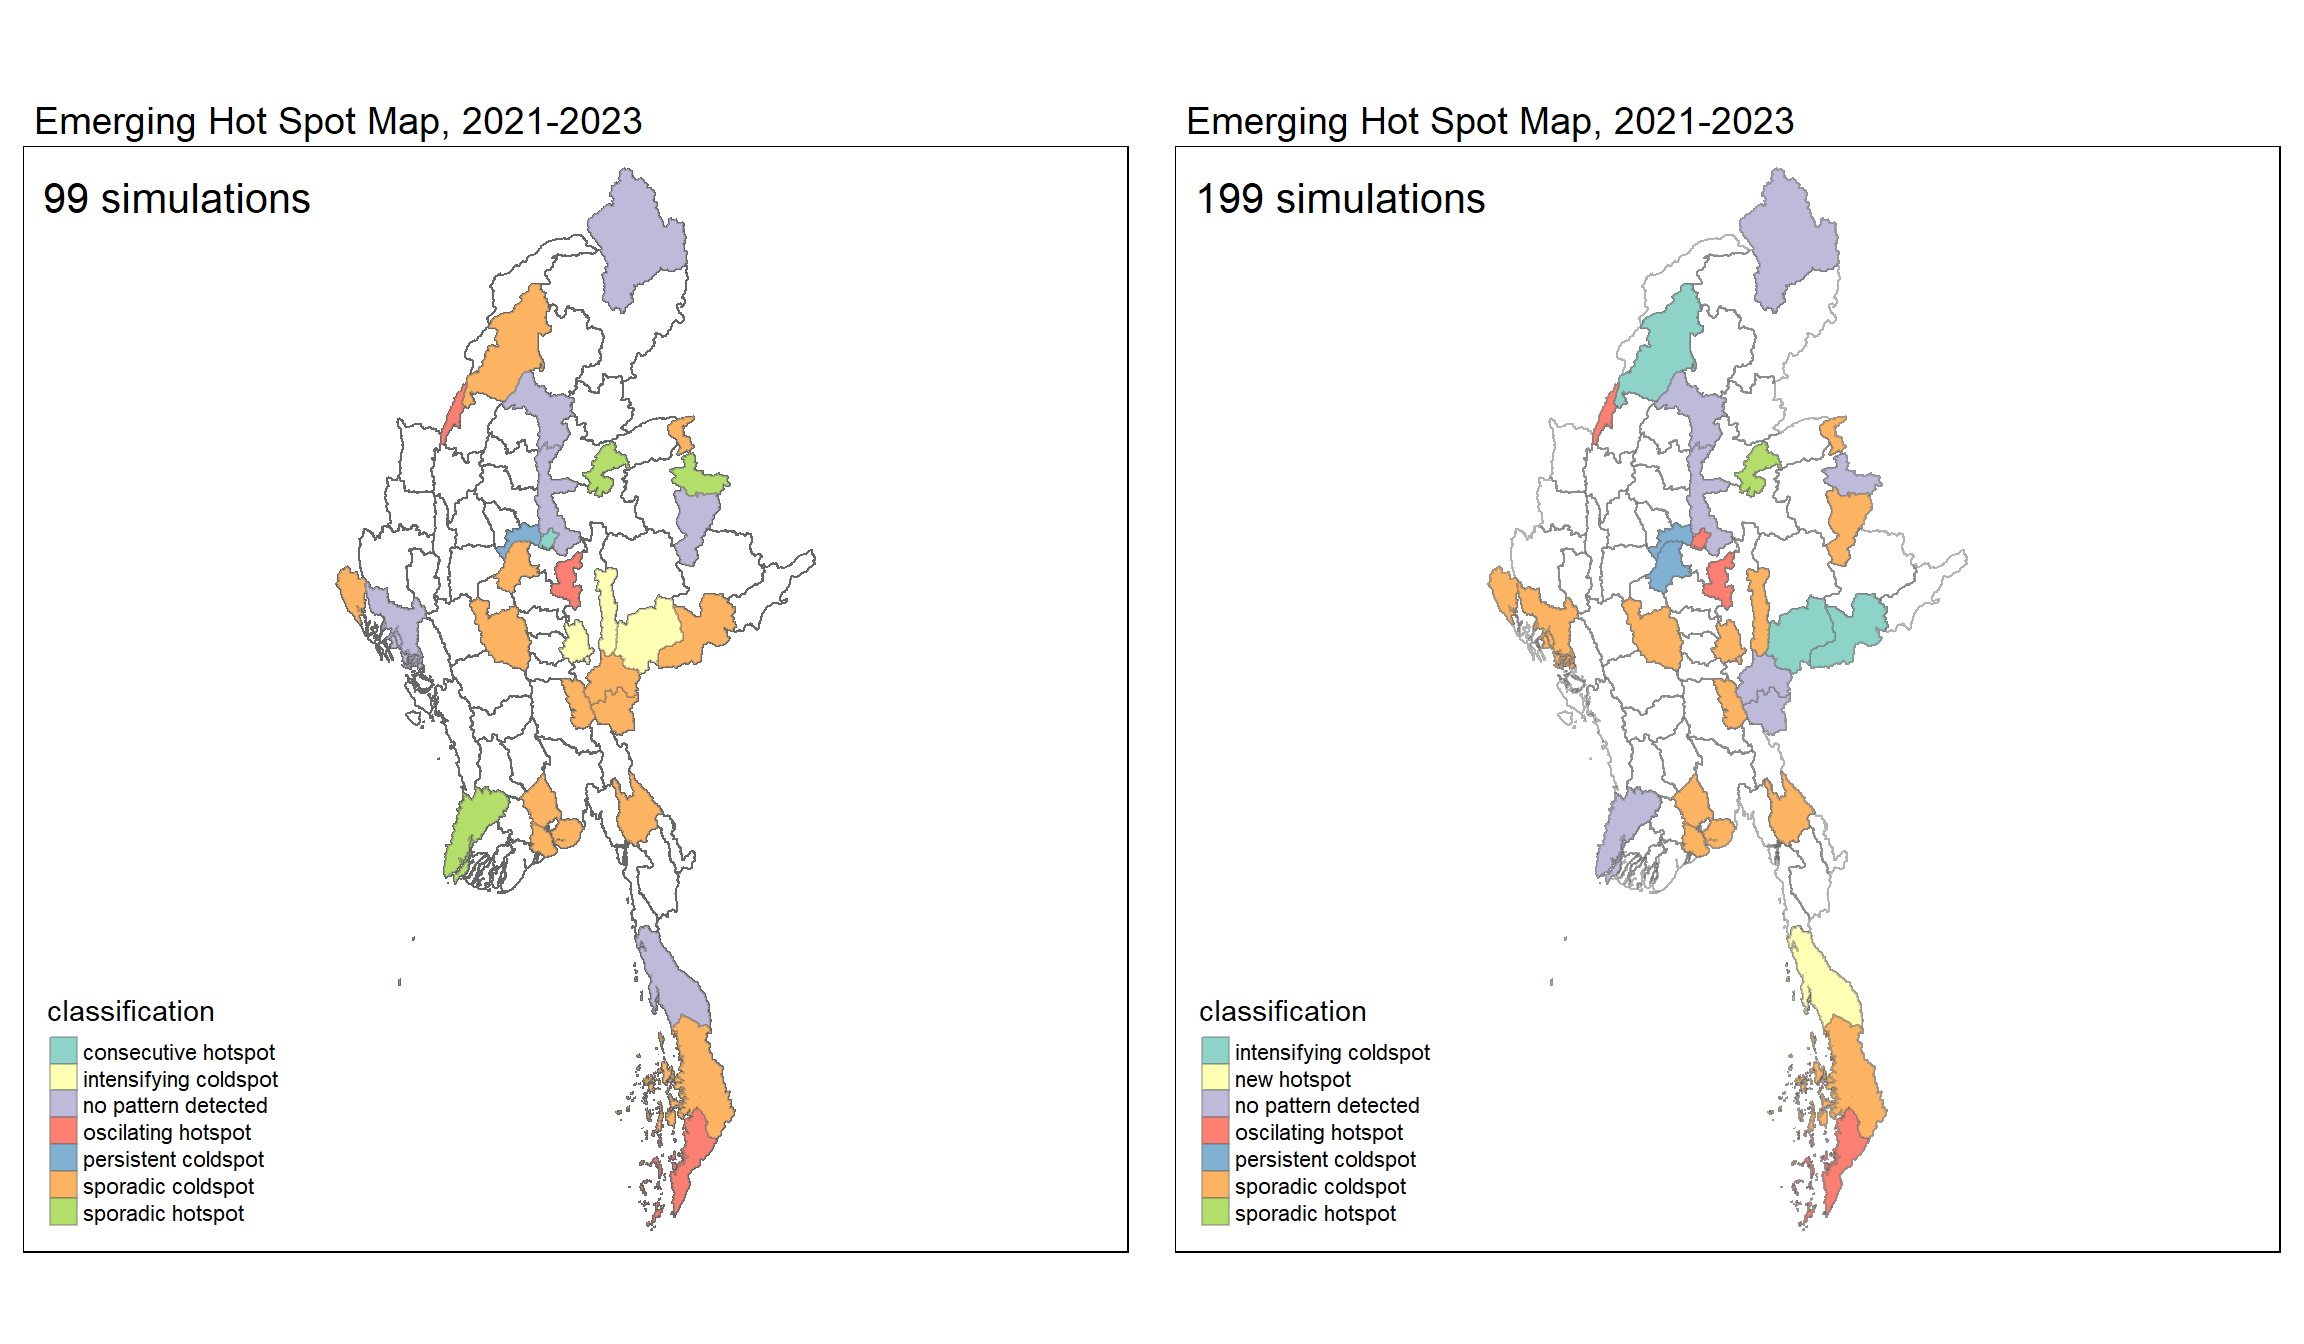 Emerging Hot Spot Map, 2021-2023
99 simulations
classification
consecutive hotspot
intensifying coldspot
no pattern detected
oscilating hotspot
persistent coldspot
sporadic coldspot
sporadic hotspot
Emerging Hot Spot Map, 2021-2023
199 simulations
classification
intensifying coldspot
new hotspot
no pattern detected
oscilating hotspot
persistent coldspot
sporadic coldspot
sporadic hotspot